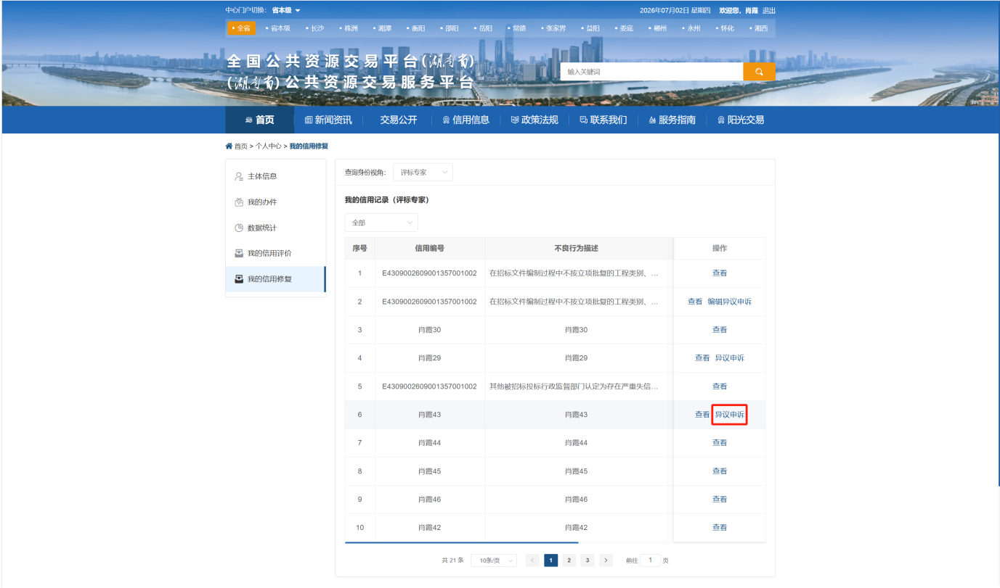 中心门户切换: 省本级
2026年07月02日 星期四 欢迎您, 肖霞 退出
• 全省 • 省本级 • 长沙 • 株洲 • 湘潭 • 衡阳 • 邵阳 • 岳阳 • 常德 • 张家界 • 益阳 • 娄底 • 郴州 • 永州 • 怀化 • 湘西
全国公共资源交易平台(湖南省)
(湖南省)公共资源交易服务平台
输入关键词
首页 新闻资讯 交易公开 信用信息 政策法规 联系我们 服务指南 阳光交易
首页 > 个人中心 > 我的信用修复
主体信息
我的办件
数据统计
我的信用评价
我的信用修复
查询身份视角: 评标专家
我的信用记录（评标专家）
全部
序号 信用编号 不良行为描述 操作
1 E4309002609001357001002 在招标文件编制过程中不按立项批复的工程类别、... 查看
2 E4309002609001357001002 在招标文件编制过程中不按立项批复的工程类别、... 查看 编辑异议申诉
3 肖霞30 肖霞30 查看
4 肖霞29 肖霞29 查看 异议申诉
5 E4309002609001357001002 其他被招标投标行政监督部门认定为存在严重失信... 查看
6 肖霞43 肖霞43 查看 异议申诉
7 肖霞44 肖霞44 查看
8 肖霞45 肖霞45 查看
9 肖霞46 肖霞46 查看
10 肖霞42 肖霞42 查看
共 21 条 10条/页 < 1 2 3 > 前往 1 页